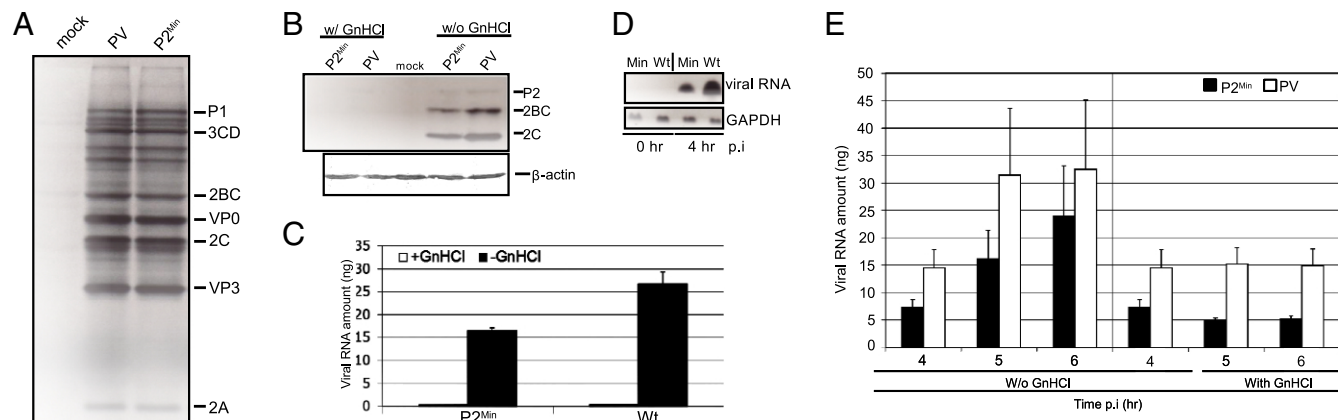 A
mock
PV
P2Min
P1
3CD
2BC
VP0
2C
VP3
2A
B
w/ GnHCl
w/o GnHCl
P2Min
PV
mock
P2Min
PV
P2
2BC
2C
β-actin
C
35
30
25
20
15
10
5
0
Viral RNA amount (ng)
+GnHCl
-GnHCl
P2Min
Wt
D
Min Wt Min Wt
viral RNA
GAPDH
0 hr 4 hr p.i
E
50
45
40
35
30
25
20
15
10
5
0
Viral RNA amount (ng)
P2Min PV
4 5 6 4 5 6
W/o GnHCl With GnHCl
Time p.i (hr)